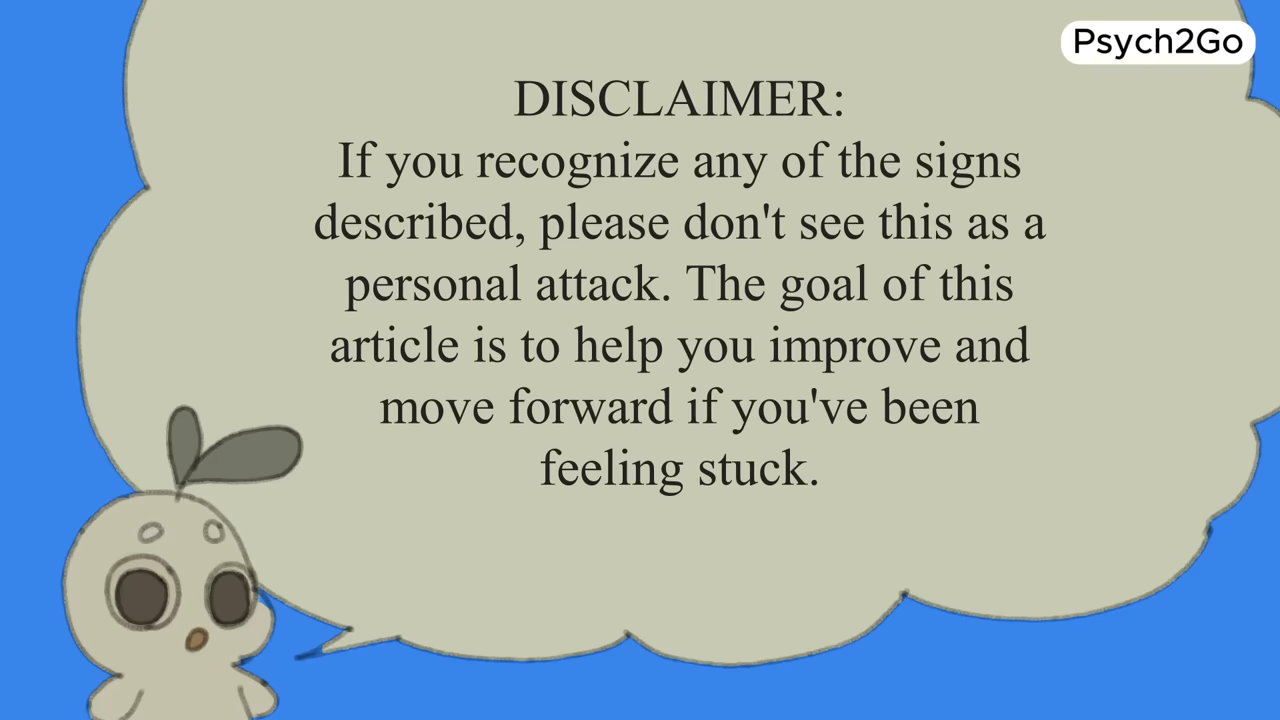 Psych2Go
DISCLAIMER:
If you recognize any of the signs
described, please don't see this as a
personal attack. The goal of this
article is to help you improve and
move forward if you've been
feeling stuck.